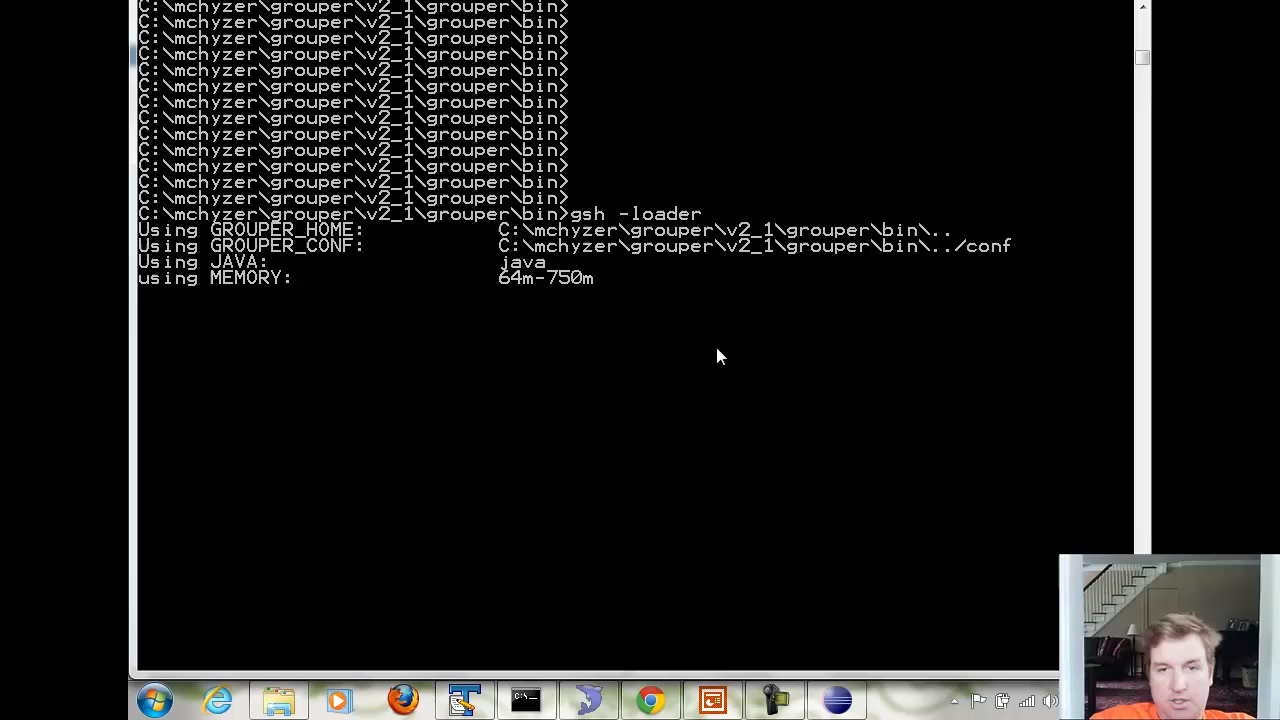 C:\mchyzer\grouper\v2_1\grouper\bin>
C:\mchyzer\grouper\v2_1\grouper\bin>
C:\mchyzer\grouper\v2_1\grouper\bin>
C:\mchyzer\grouper\v2_1\grouper\bin>
C:\mchyzer\grouper\v2_1\grouper\bin>
C:\mchyzer\grouper\v2_1\grouper\bin>
C:\mchyzer\grouper\v2_1\grouper\bin>
C:\mchyzer\grouper\v2_1\grouper\bin>
C:\mchyzer\grouper\v2_1\grouper\bin>
C:\mchyzer\grouper\v2_1\grouper\bin>
C:\mchyzer\grouper\v2_1\grouper\bin>
C:\mchyzer\grouper\v2_1\grouper\bin>
C:\mchyzer\grouper\v2_1\grouper\bin>
C:\mchyzer\grouper\v2_1\grouper\bin>gsh -loader
Using GROUPER_HOME: C:\mchyzer\grouper\v2_1\grouper\bin\..
Using GROUPER_CONF: C:\mchyzer\grouper\v2_1\grouper\bin\../conf
Using JAVA: java
using MEMORY: 64m-750m